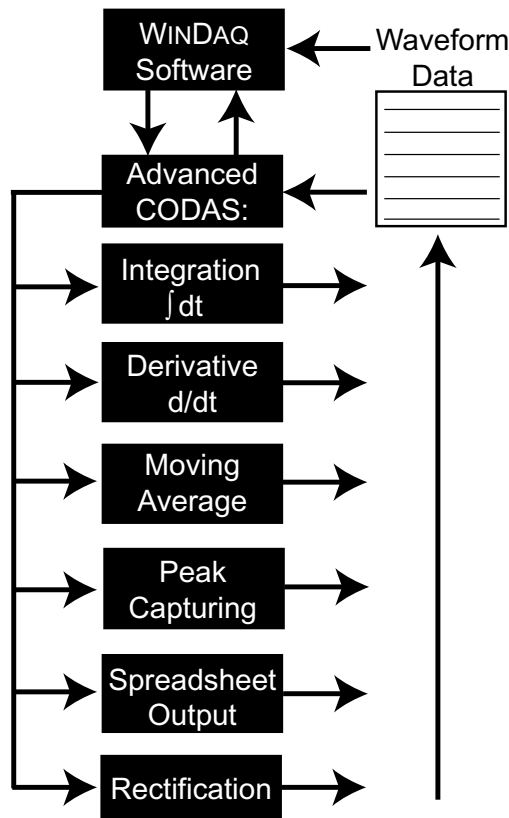 WINDAQ
Software
Waveform
Data
Advanced
CODAS:
Integration
∫ dt
Derivative
d/dt
Moving
Average
Peak
Capturing
Spreadsheet
Output
Rectification